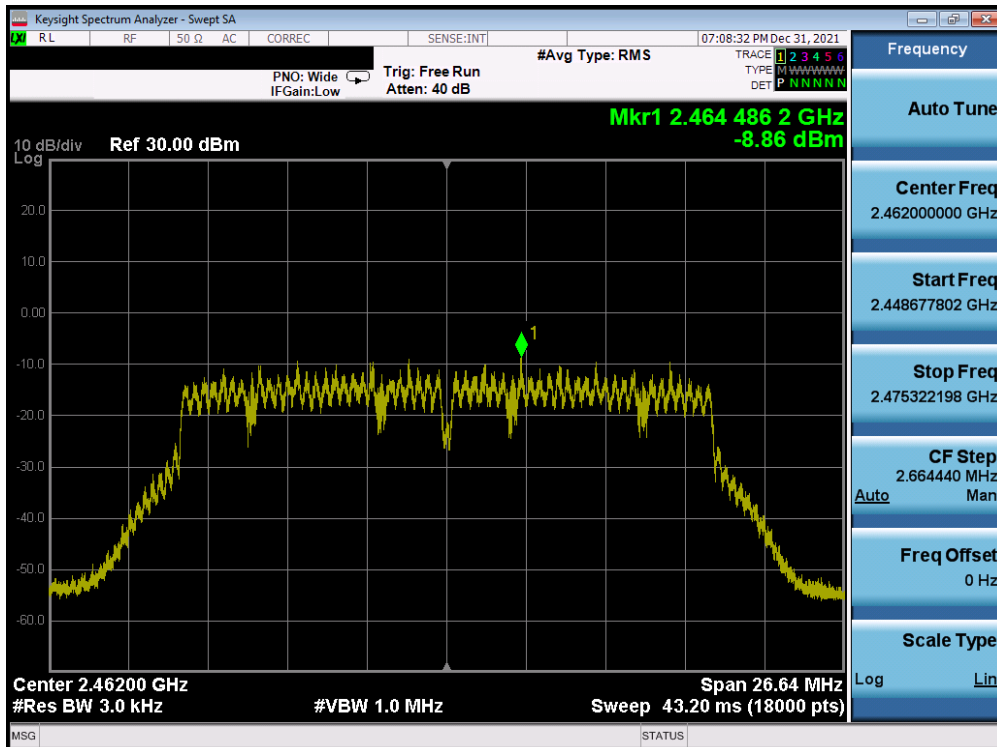 Keysight Spectrum Analyzer - Swept SA
LXI RL RF 50 Ω AC CORREC SENSE:INT 07:08:32 PM Dec 31, 2021
#Avg Type: RMS TRACE 1 2 3 4 5 6
PNO: Wide Trig: Free Run TYPE M WWWWW
IFGain:Low Atten: 40 dB DET P N N N N N
Mkr1 2.464 486 2 GHz
-8.86 dBm
10 dB/div Ref 30.00 dBm
Log
20.0
10.0
0.00
1
-10.0
-20.0
-30.0
-40.0
-50.0
-60.0
Center 2.46200 GHz Span 26.64 MHz
#Res BW 3.0 kHz #VBW 1.0 MHz Sweep 43.20 ms (18000 pts)
MSG STATUS
Frequency
Auto Tune
Center Freq
2.462000000 GHz
Start Freq
2.448677802 GHz
Stop Freq
2.475322198 GHz
CF Step
2.664440 MHz
Auto Man
Freq Offset
0 Hz
Scale Type
Log Lin